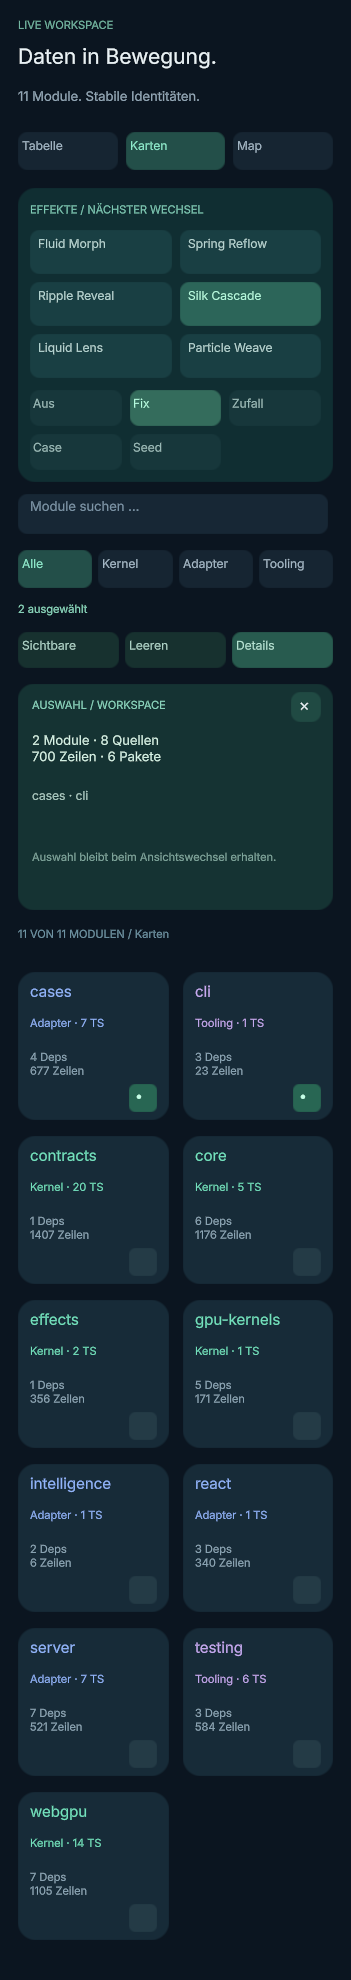 LIVE WORKSPACE
Daten in Bewegung.
11 Module. Stabile Identitäten.
Tabelle Karten Map
EFFEKTE / NÄCHSTER WECHSEL
Fluid Morph Spring Reflow
Ripple Reveal Silk Cascade
Liquid Lens Particle Weave
Aus Fix Zufall
Case Seed
Module suchen ...
Alle Kernel Adapter Tooling
2 ausgewählt
Sichtbare Leeren Details
AUSWAHL / WORKSPACE ×
2 Module · 8 Quellen
700 Zeilen · 6 Pakete
cases · cli
Auswahl bleibt beim Ansichtswechsel erhalten.
11 VON 11 MODULEN / Karten
cases
Adapter · 7 TS
4 Deps
677 Zeilen
cli
Tooling · 1 TS
3 Deps
23 Zeilen
contracts
Kernel · 20 TS
1 Deps
1407 Zeilen
core
Kernel · 5 TS
6 Deps
1176 Zeilen
effects
Kernel · 2 TS
1 Deps
356 Zeilen
gpu-kernels
Kernel · 1 TS
5 Deps
171 Zeilen
intelligence
Adapter · 1 TS
2 Deps
6 Zeilen
react
Adapter · 1 TS
3 Deps
340 Zeilen
server
Adapter · 7 TS
7 Deps
521 Zeilen
testing
Tooling · 6 TS
3 Deps
584 Zeilen
webgpu
Kernel · 14 TS
7 Deps
1105 Zeilen